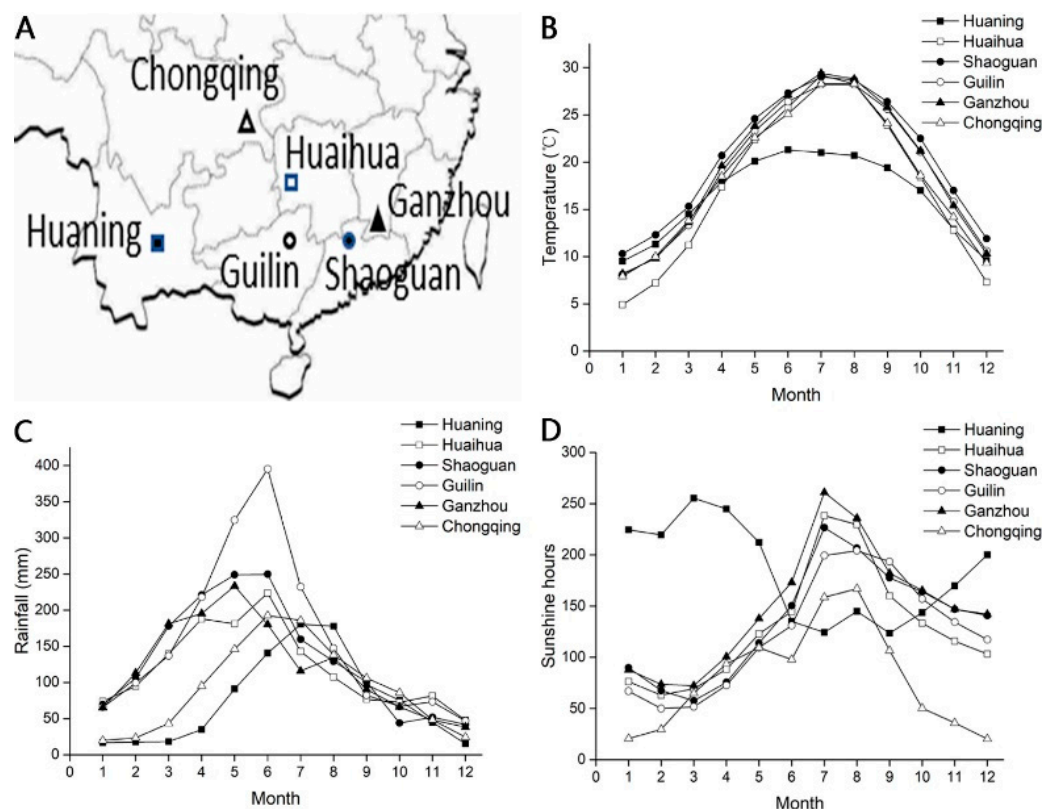 A
Chongqing
Huaihua
Ganzhou
Huaning
Guilin
Shaoguan
B
Huaning
Huaihua
Shaoguan
Guilin
Ganzhou
Chongqing
30
25
20
15
10
5
0
Temperature (℃)
0 1 2 3 4 5 6 7 8 9 10 11 12
Month
C
Huaning
Huaihua
Shaoguan
Guilin
Ganzhou
Chongqing
400
350
300
250
200
150
100
50
0
Rainfall (mm)
0 1 2 3 4 5 6 7 8 9 10 11 12
Month
D
Huaning
Huaihua
Shaoguan
Guilin
Ganzhou
Chongqing
300
250
200
150
100
50
0
Sunshine hours
0 1 2 3 4 5 6 7 8 9 10 11 12
Month